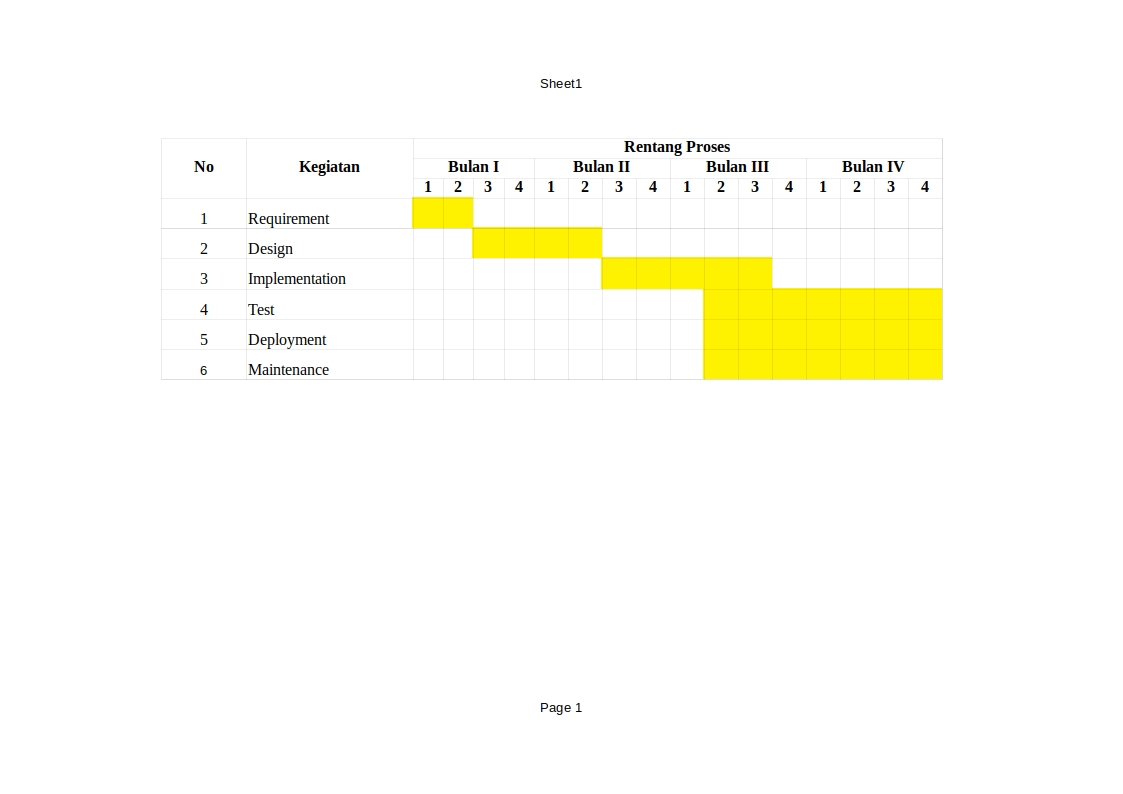 Sheet1
Rentang Proses
No Kegiatan Bulan I Bulan II Bulan III Bulan IV
1 2 3 4 1 2 3 4 1 2 3 4 1 2 3 4
1 Requirement
2 Design
3 Implementation
4 Test
5 Deployment
6 Maintenance
Page 1